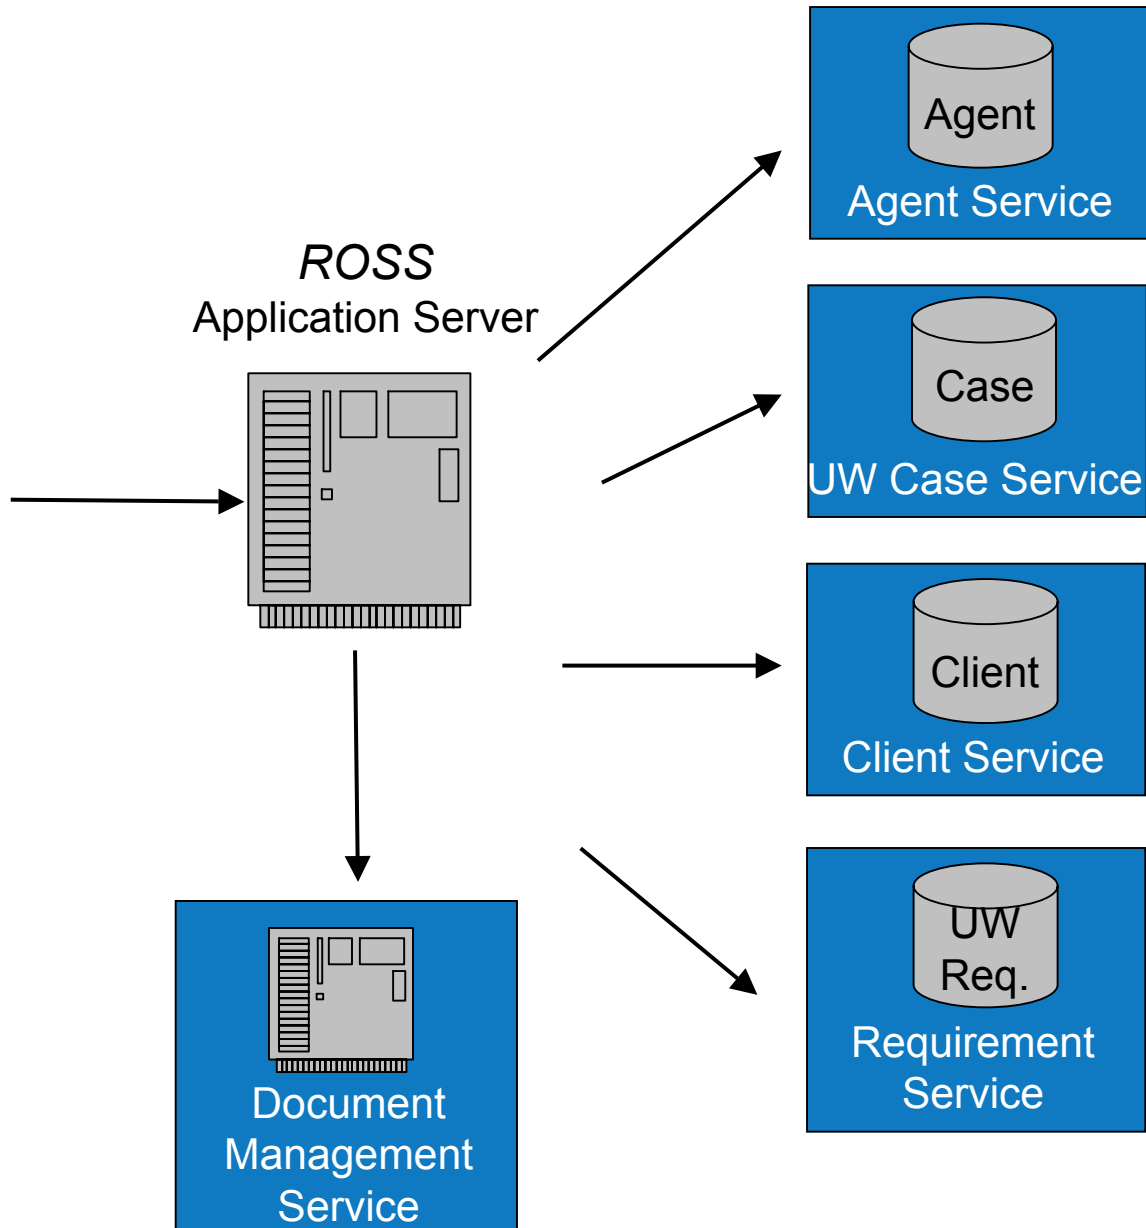 ROSS
Application Server
Agent
Agent Service
Case
UW Case Service
Client
Client Service
UW
Req.
Requirement
Service
Document
Management
Service